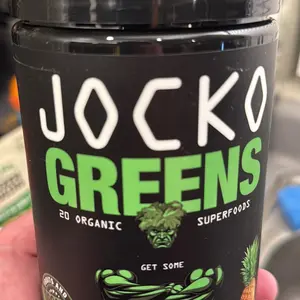 JOCKO
GREENS
20 ORGANIC SUPERFOODS
GET SOME